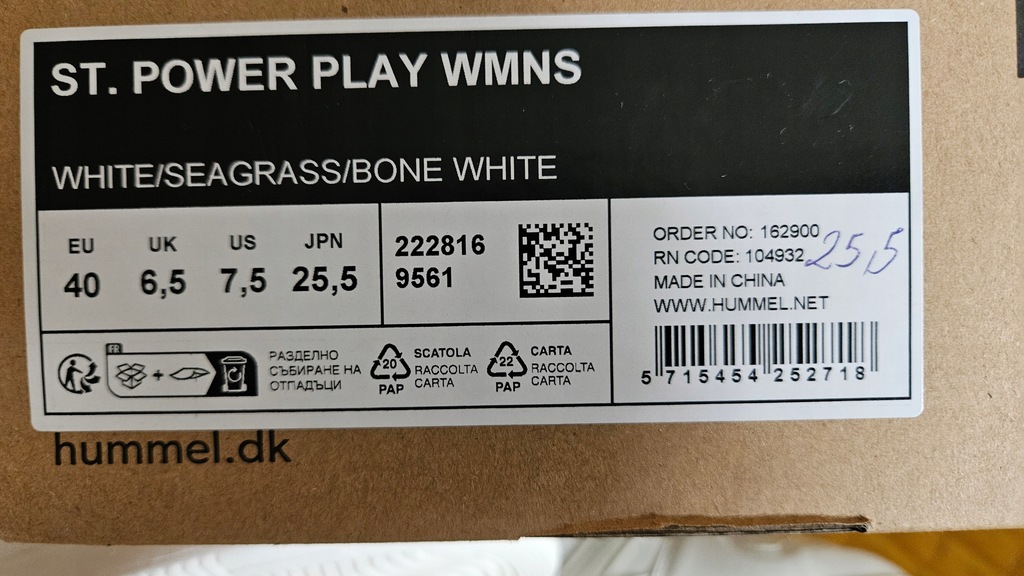 ST. POWER PLAY WMNS
WHITE/SEAGRASS/BONE WHITE
EU UK US JPN
40 6,5 7,5 25,5
222816
9561
ORDER NO: 162900
RN CODE: 104932
25,5
MADE IN CHINA
WWW.HUMMEL.NET
5 715454 252718
FR
РАЗДЕЛНО
СЪБИРАНЕ НА
ОТПАДЪЦИ
20
PAP
SCATOLA
RACCOLTA
CARTA
22
PAP
CARTA
RACCOLTA
CARTA
hummel.dk